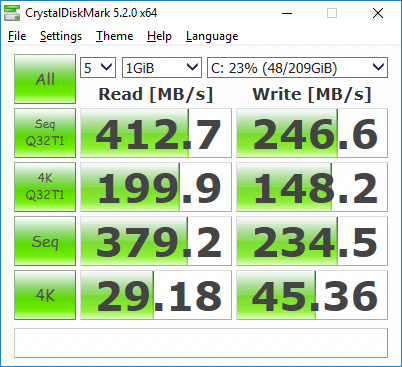 CrystalDiskMark 5.2.0 x64
File Settings Theme Help Language
All 5 1GiB C: 23% (48/209GiB)
Read [MB/s] Write [MB/s]
Seq
Q32T1 412.7 246.6
4K
Q32T1 199.9 148.2
Seq 379.2 234.5
4K 29.18 45.36